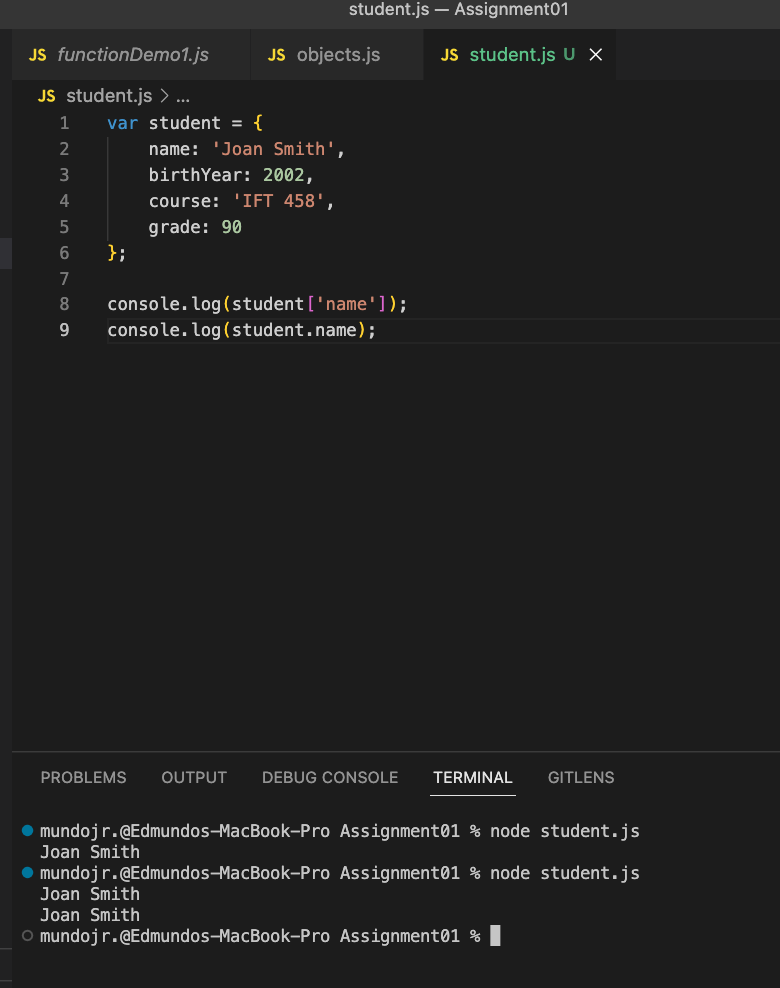 student.js — Assignment01
JS functionDemo1.js JS objects.js JS student.js U
JS student.js > ...
1 var student = {
2     name: 'Joan Smith',
3     birthYear: 2002,
4     course: 'IFT 458',
5     grade: 90
6 };
7
8 console.log(student['name']);
9 console.log(student.name);
PROBLEMS OUTPUT DEBUG CONSOLE TERMINAL GITLENS
mundojr.@Edmundos-MacBook-Pro Assignment01 % node student.js
Joan Smith
mundojr.@Edmundos-MacBook-Pro Assignment01 % node student.js
Joan Smith
Joan Smith
mundojr.@Edmundos-MacBook-Pro Assignment01 %